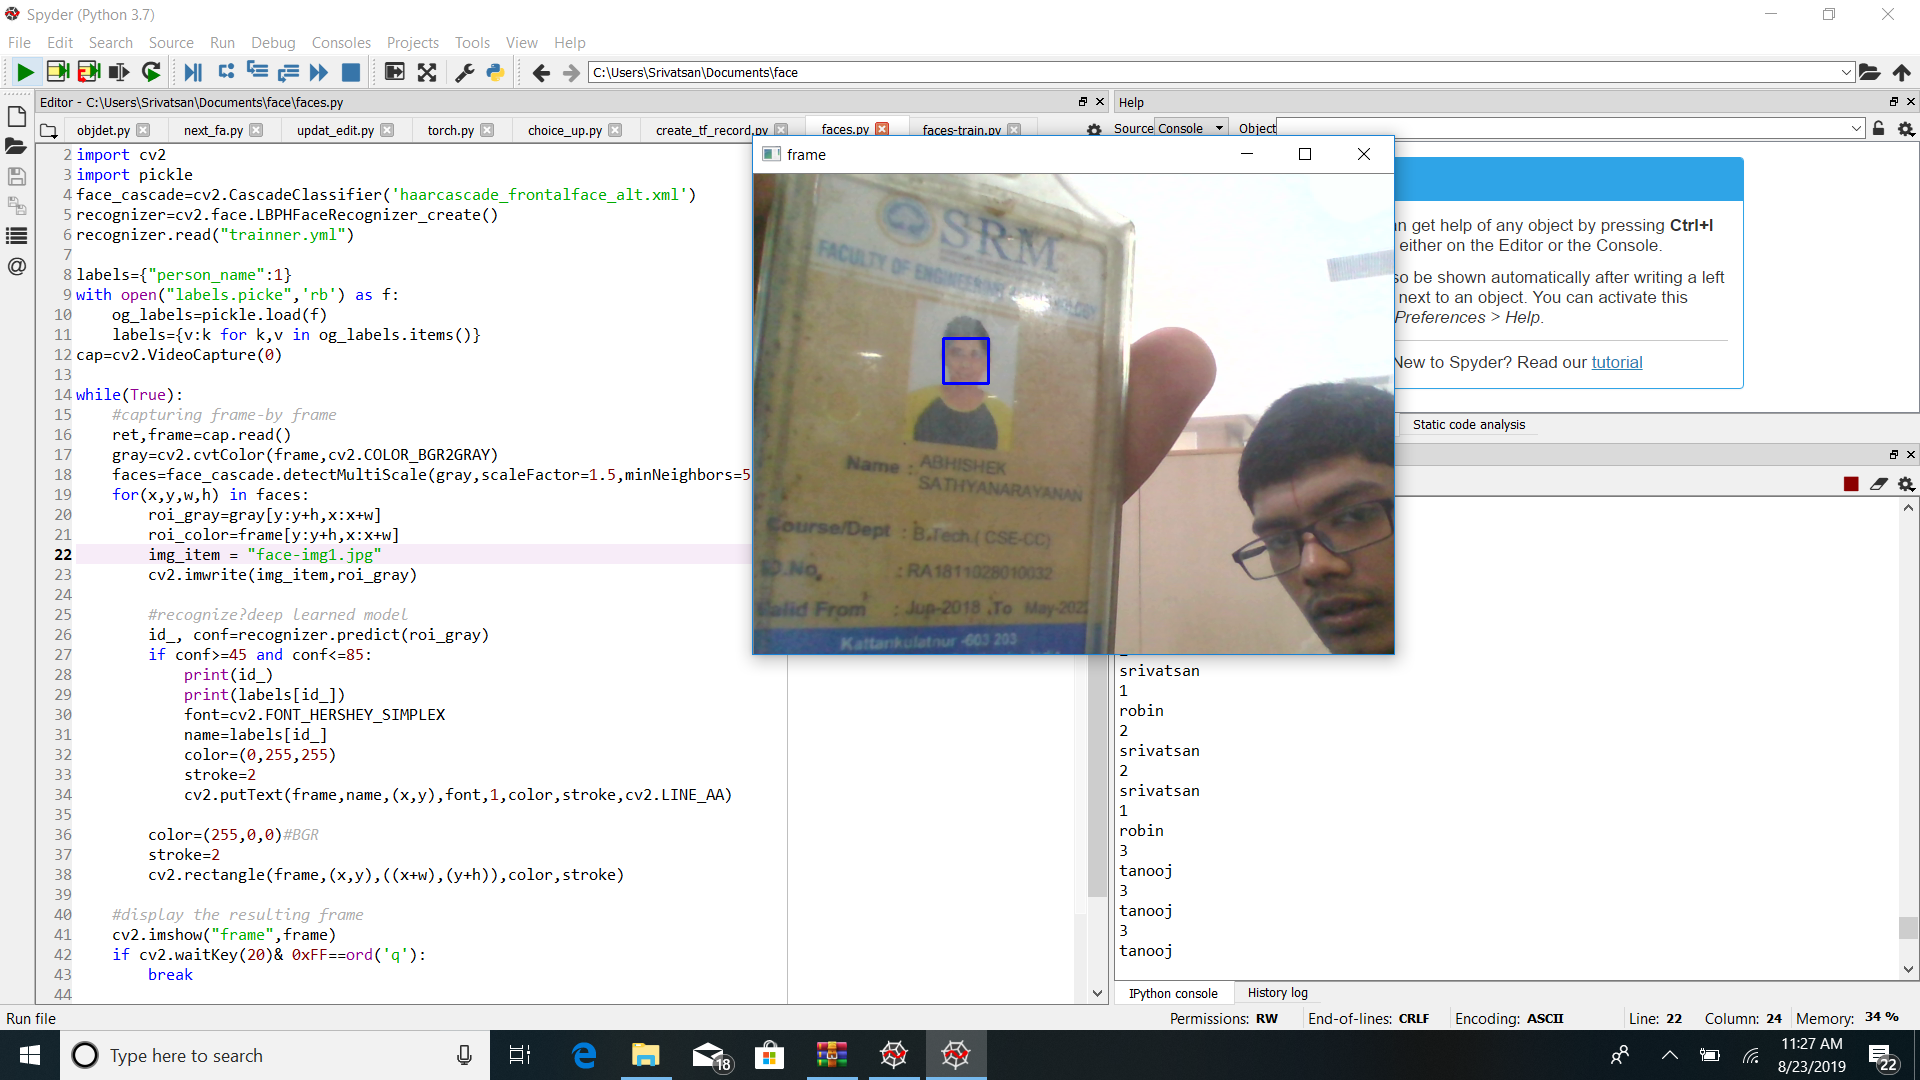 Spyder (Python 3.7)
File Edit Search Source Run Debug Consoles Projects Tools View Help
C:\Users\Srivatsan\Documents\face
Editor - C:\Users\Srivatsan\Documents\face\faces.py
objdet.py next_fa.py updat_edit.py torch.py choice_up.py create_tf_record.py faces.py faces-train.py
2 import cv2
3 import pickle
4 face_cascade=cv2.CascadeClassifier('haarcascade_frontalface_alt.xml')
5 recognizer=cv2.face.LBPHFaceRecognizer_create()
6 recognizer.read("trainner.yml")
7
8 labels={"person_name":1}
9 with open("labels.picke",'rb') as f:
10 og_labels=pickle.load(f)
11 labels={v:k for k,v in og_labels.items()}
12 cap=cv2.VideoCapture(0)
13
14 while(True):
15 #capturing frame-by frame
16 ret,frame=cap.read()
17 gray=cv2.cvtColor(frame,cv2.COLOR_BGR2GRAY)
18 faces=face_cascade.detectMultiScale(gray,scaleFactor=1.5,minNeighbors=5
19 for(x,y,w,h) in faces:
20 roi_gray=gray[y:y+h,x:x+w]
21 roi_color=frame[y:y+h,x:x+w]
22 img_item = "face-img1.jpg"
23 cv2.imwrite(img_item,roi_gray)
24
25 #recognize?deep learned model
26 id_, conf=recognizer.predict(roi_gray)
27 if conf>=45 and conf<=85:
28 print(id_)
29 print(labels[id_])
30 font=cv2.FONT_HERSHEY_SIMPLEX
31 name=labels[id_]
32 color=(0,255,255)
33 stroke=2
34 cv2.putText(frame,name,(x,y),font,1,color,stroke,cv2.LINE_AA)
35
36 color=(255,0,0)#BGR
37 stroke=2
38 cv2.rectangle(frame,(x,y),((x+w),(y+h)),color,stroke)
39
40 #display the resulting frame
41 cv2.imshow("frame",frame)
42 if cv2.waitKey(20)& 0xFF==ord('q'):
43 break
44
frame
SRM
FACULTY OF ENGINEERING & TECHNOLOGY
Name : ABHISHEK
SATHYANARAYANAN
Course/Dept : B.Tech.( CSE-CC)
I.D.No. : RA1811028010032
Valid From : Jun-2018 .To May-2022
Kattankulatnur -603 203
Help
Source Console Object
n get help of any object by pressing Ctrl+I
either on the Editor or the Console.
so be shown automatically after writing a left
next to an object. You can activate this
Preferences > Help.
New to Spyder? Read our tutorial
Static code analysis
srivatsan
1
robin
2
srivatsan
2
srivatsan
1
robin
3
tanooj
3
tanooj
3
tanooj
IPython console History log
Run file
Permissions: RW End-of-lines: CRLF Encoding: ASCII Line: 22 Column: 24 Memory: 34 %
Type here to search
18
11:27 AM
8/23/2019
22